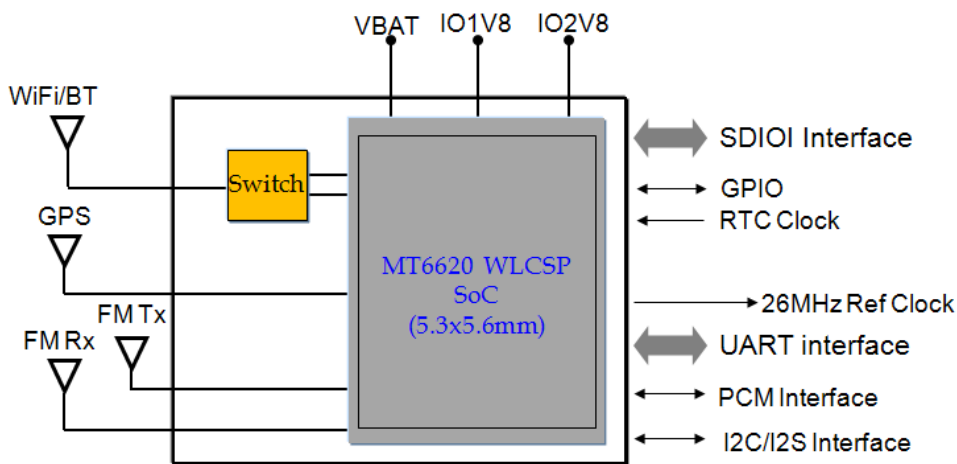 VBAT IO1V8 IO2V8
WiFi/BT
SDIOI Interface
Switch
GPIO
GPS
RTC Clock
MT6620 WLCSP
SoC
(5.3x5.6mm)
26MHz Ref Clock
FM Tx
FM Rx
UART interface
PCM Interface
I2C/I2S Interface